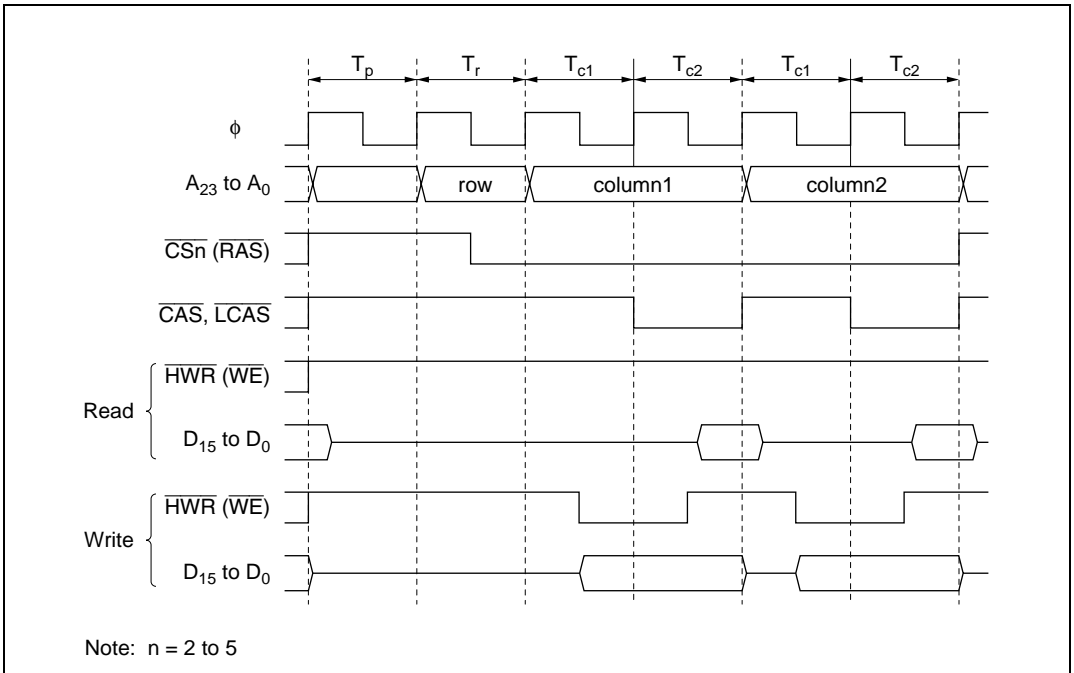 Tp Tr Tc1 Tc2 Tc1 Tc2
φ
A23 to A0 row column1 column2
CSn (RAS)
CAS, LCAS
Read
HWR (WE)
D15 to D0
Write
HWR (WE)
D15 to D0
Note: n = 2 to 5